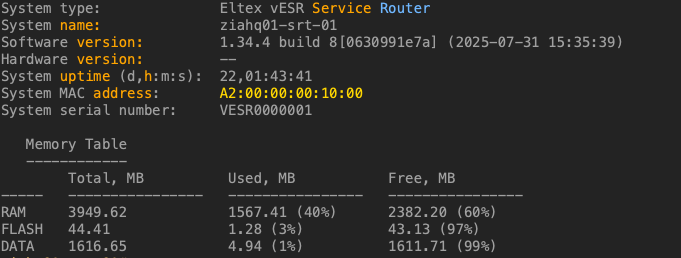 System type:            Eltex vESR Service Router
System name:            ziahq01-srt-01
Software version:       1.34.4 build 8[0630991e7a] (2025-07-31 15:35:39)
Hardware version:       --
System uptime (d,h:m:s):  22,01:43:41
System MAC address:     A2:00:00:00:10:00
System serial number:   VESR0000001
Memory Table
------------
Total, MB         Used, MB           Free, MB
-----   ----------------   ----------------   ----------------
RAM     3949.62            1567.41 (40%)      2382.20 (60%)
FLASH   44.41              1.28 (3%)          43.13 (97%)
DATA    1616.65            4.94 (1%)          1611.71 (99%)